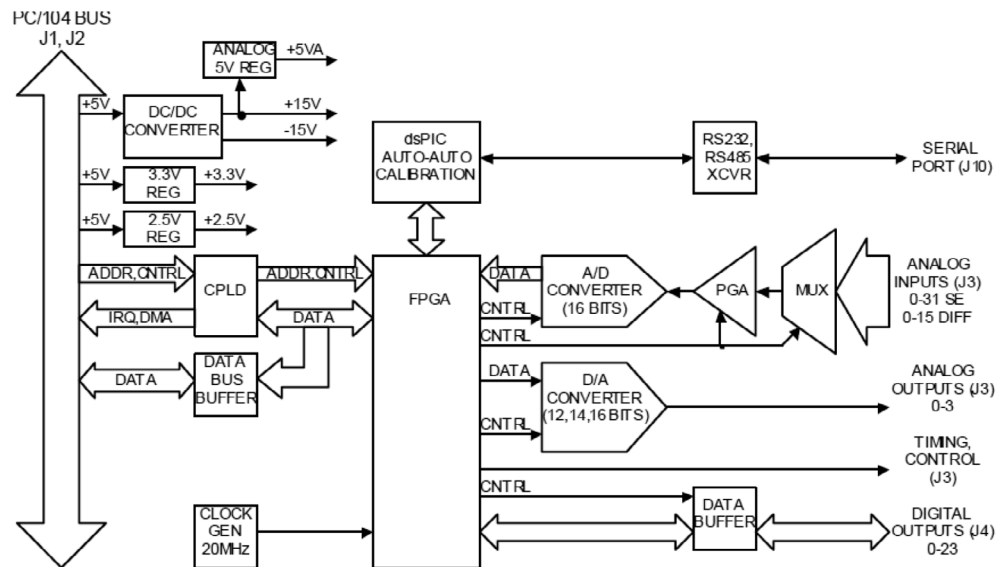 PC/104 BUS
J1, J2
ANALOG
5V REG
+5VA
+5V
DC/DC
CONVERTER
+15V
-15V
+5V
3.3V
REG
+3.3V
+5V
2.5V
REG
+2.5V
dsPIC
AUTO-AUTO
CALIBRATION
RS232,
RS485
XCVR
SERIAL
PORT (J10)
ADDR,CNTRL
CPLD
ADDR,CNTRL
IRQ,DMA
DATA
DATA
DATA
BUS
BUFFER
FPGA
DATA
A/D
CONVERTER
(16 BITS)
PGA
MUX
ANALOG
INPUTS (J3)
0-31 SE
0-15 DIFF
CNTRL
CNTRL
DATA
D/A
CONVERTER
(12,14,16 BITS)
CNTRL
ANALOG
OUTPUTS (J3)
0-3
TIMING,
CONTROL
(J3)
CNTRL
DATA
BUFFER
DIGITAL
OUTPUTS (J4)
0-23
CLOCK
GEN
20MHz